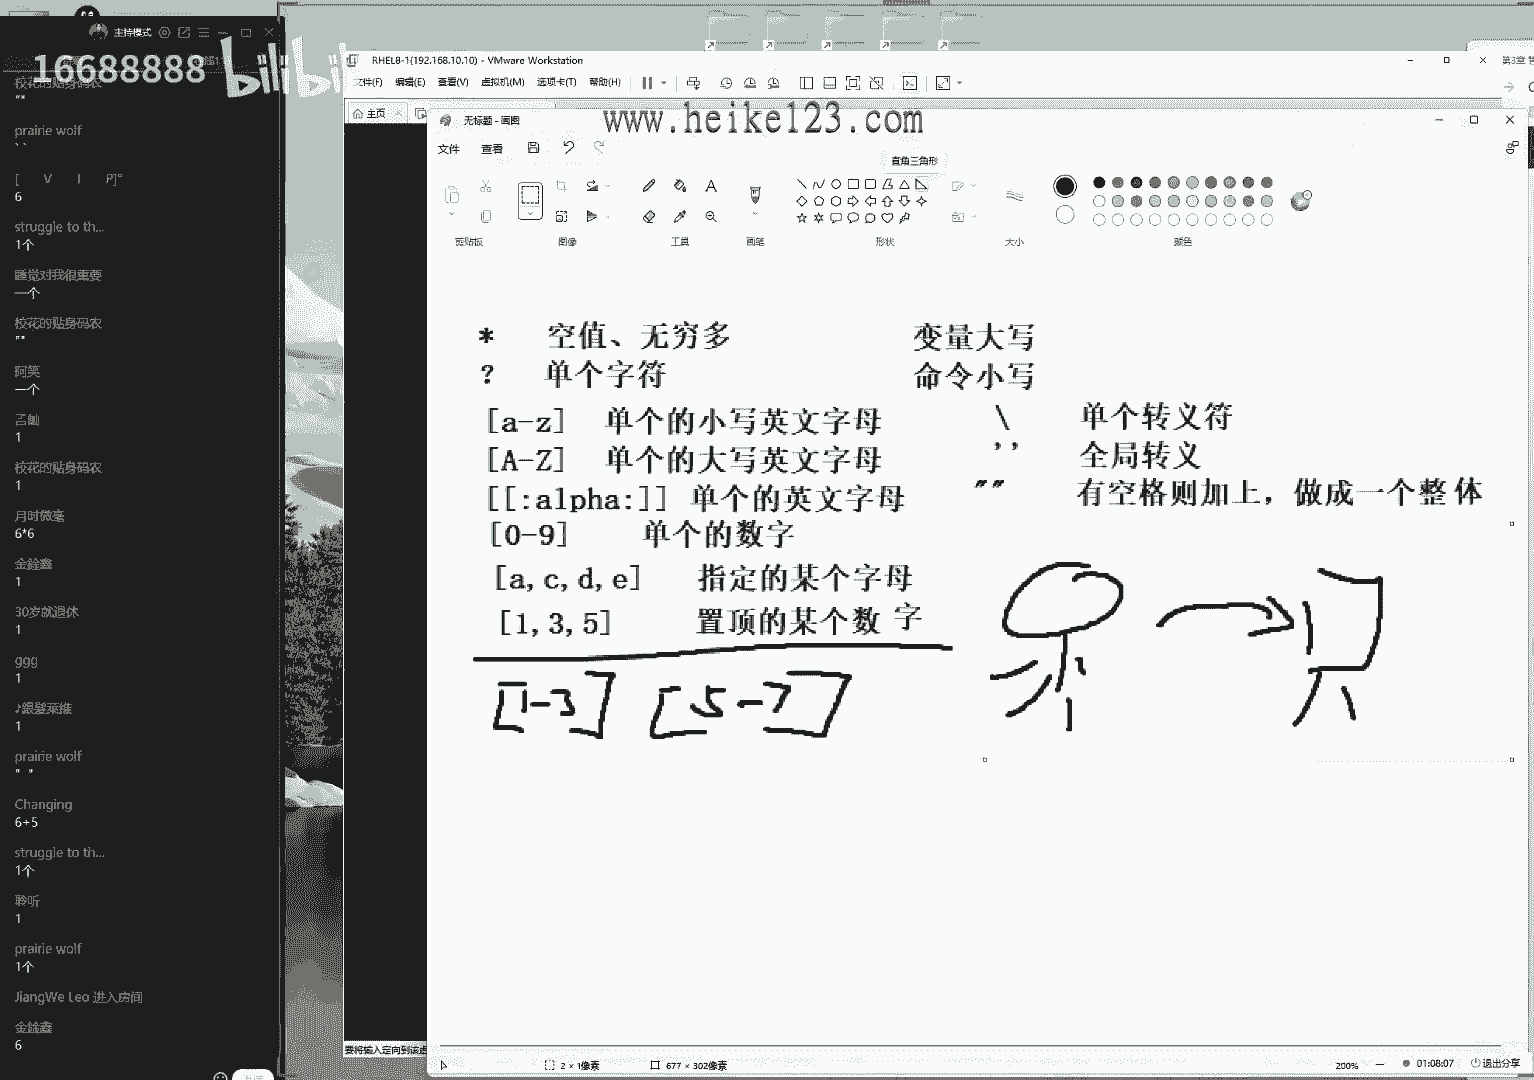 主持模式
16688888 bilibi
校花的贴身码农
""
prairie wolf
` `
6
struggle to th...
1个
睡觉对我很重要
一个
校花的贴身码农
""
阿笑
一个
1
校花的贴身码农
1
月时微毫
6*6
1
30岁就退休
1
ggg
1
1
prairie wolf
" "
Changing
6+5
struggle to th...
1个
聆听
1
prairie wolf
1个
JiangWe Leo 进入房间
6
RHEL8-1(192.168.10.10) - VMware Workstation
文件(F) 编辑(E) 查看(V) 虚拟机(M) 选项卡(T) 帮助(H)
主页
第3章
无标题 - 画图
www.heike123.com
文件 查看
直角三角形
剪贴板 图像 工具 画笔 形状 大小 颜色
* 空值、无穷多
? 单个字符
[a-z] 单个的小写英文字母
[A-Z] 单个的大写英文字母
[[:alpha:]] 单个的英文字母
[0-9] 单个的数字
[a,c,d,e] 指定的某个字母
[1,3,5] 置顶的某个数字
变量大写
命令小写
\ 单个转义符
'' 全局转义
"" 有空格则加上，做成一个整体
[1-3] [5-7]
要将输入定向到该虚
2 × 1像素
677 × 302像素
200%
01:08:07
退出分享